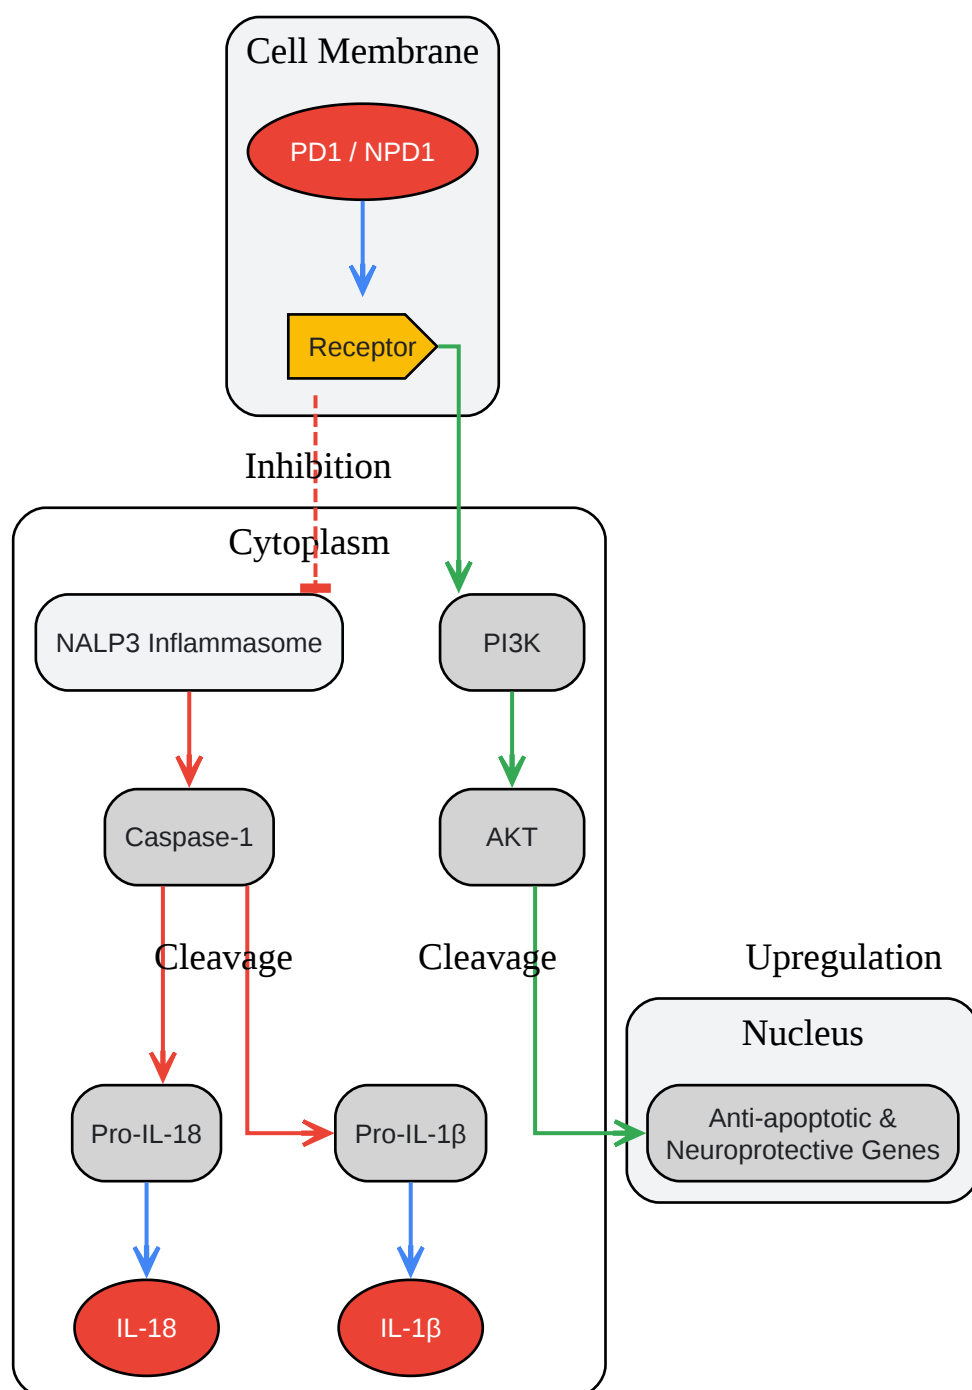 Cell Membrane
PD1 / NPD1
Receptor
Inhibition
Cytoplasm
NALP3 Inflammasome
PI3K
Caspase-1
AKT
Cleavage
Cleavage
Upregulation
Nucleus
Pro-IL-18
Pro-IL-1β
Anti-apoptotic &
Neuroprotective Genes
IL-18
IL-1β